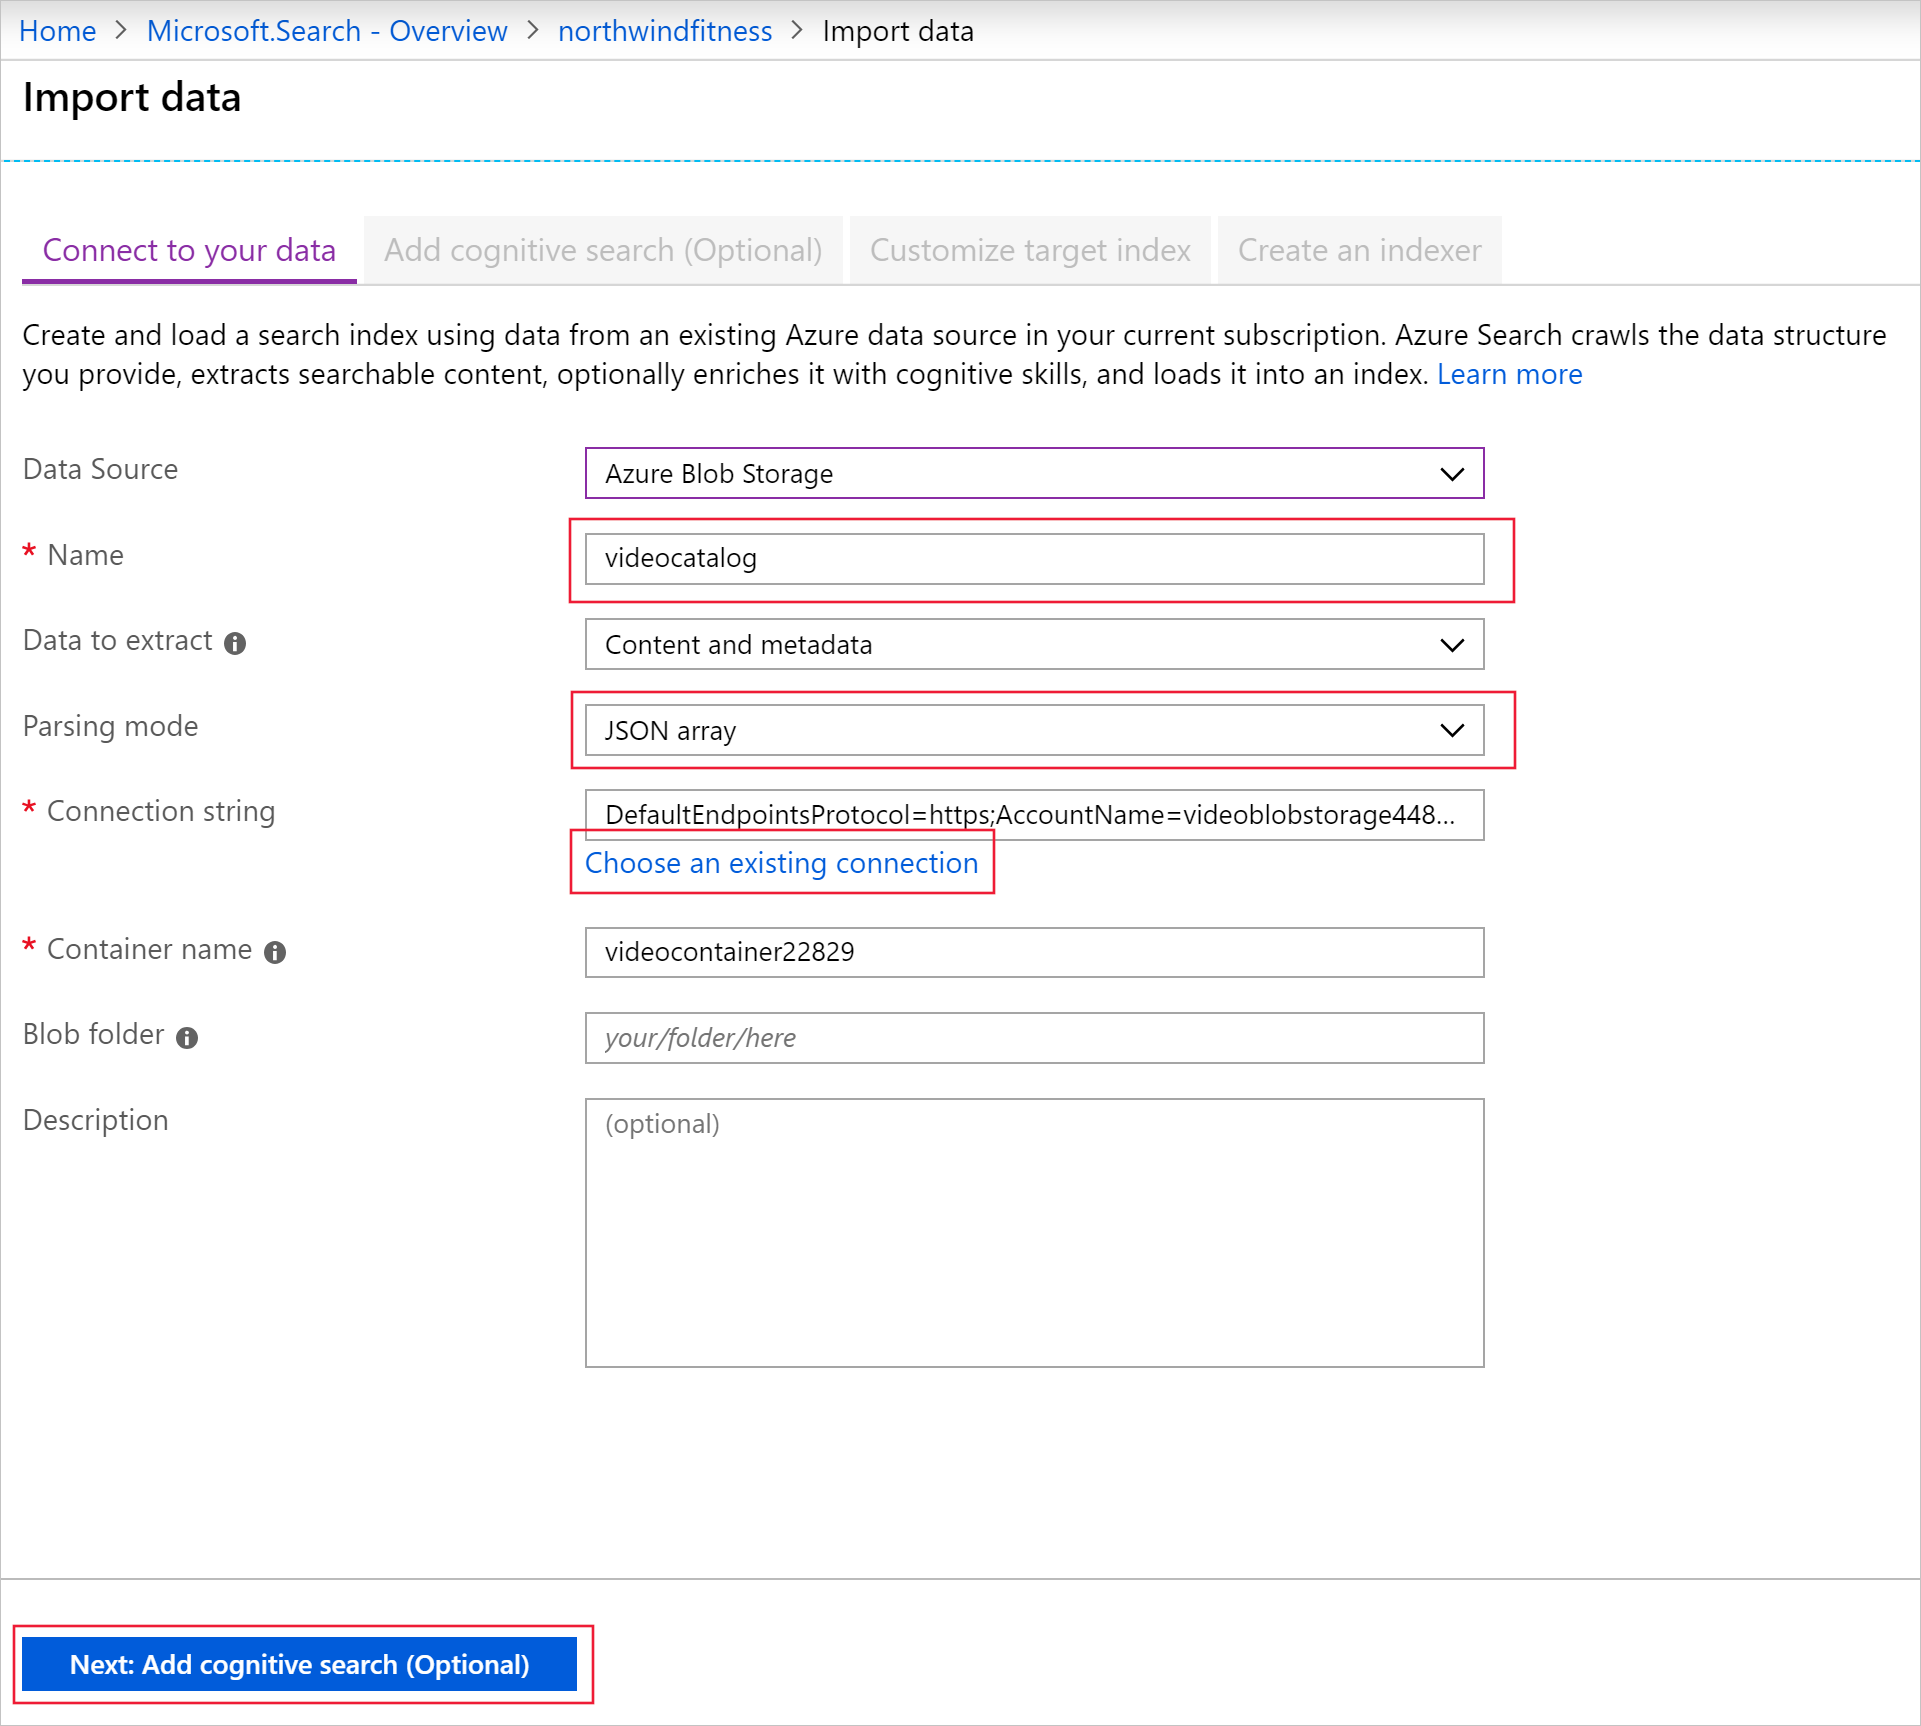 Home > Microsoft.Search - Overview > northwindfitness > Import data
Import data
Connect to your data
Add cognitive search (Optional)
Customize target index
Create an indexer
Create and load a search index using data from an existing Azure data source in your current subscription. Azure Search crawls the data structure
you provide, extracts searchable content, optionally enriches it with cognitive skills, and loads it into an index. Learn more
Data Source
Azure Blob Storage
* Name
videocatalog
Data to extract
Content and metadata
Parsing mode
JSON array
* Connection string
DefaultEndpointsProtocol=https;AccountName=videoblobstorage448...
Choose an existing connection
* Container name
videocontainer22829
Blob folder
your/folder/here
Description
(optional)
Next: Add cognitive search (Optional)